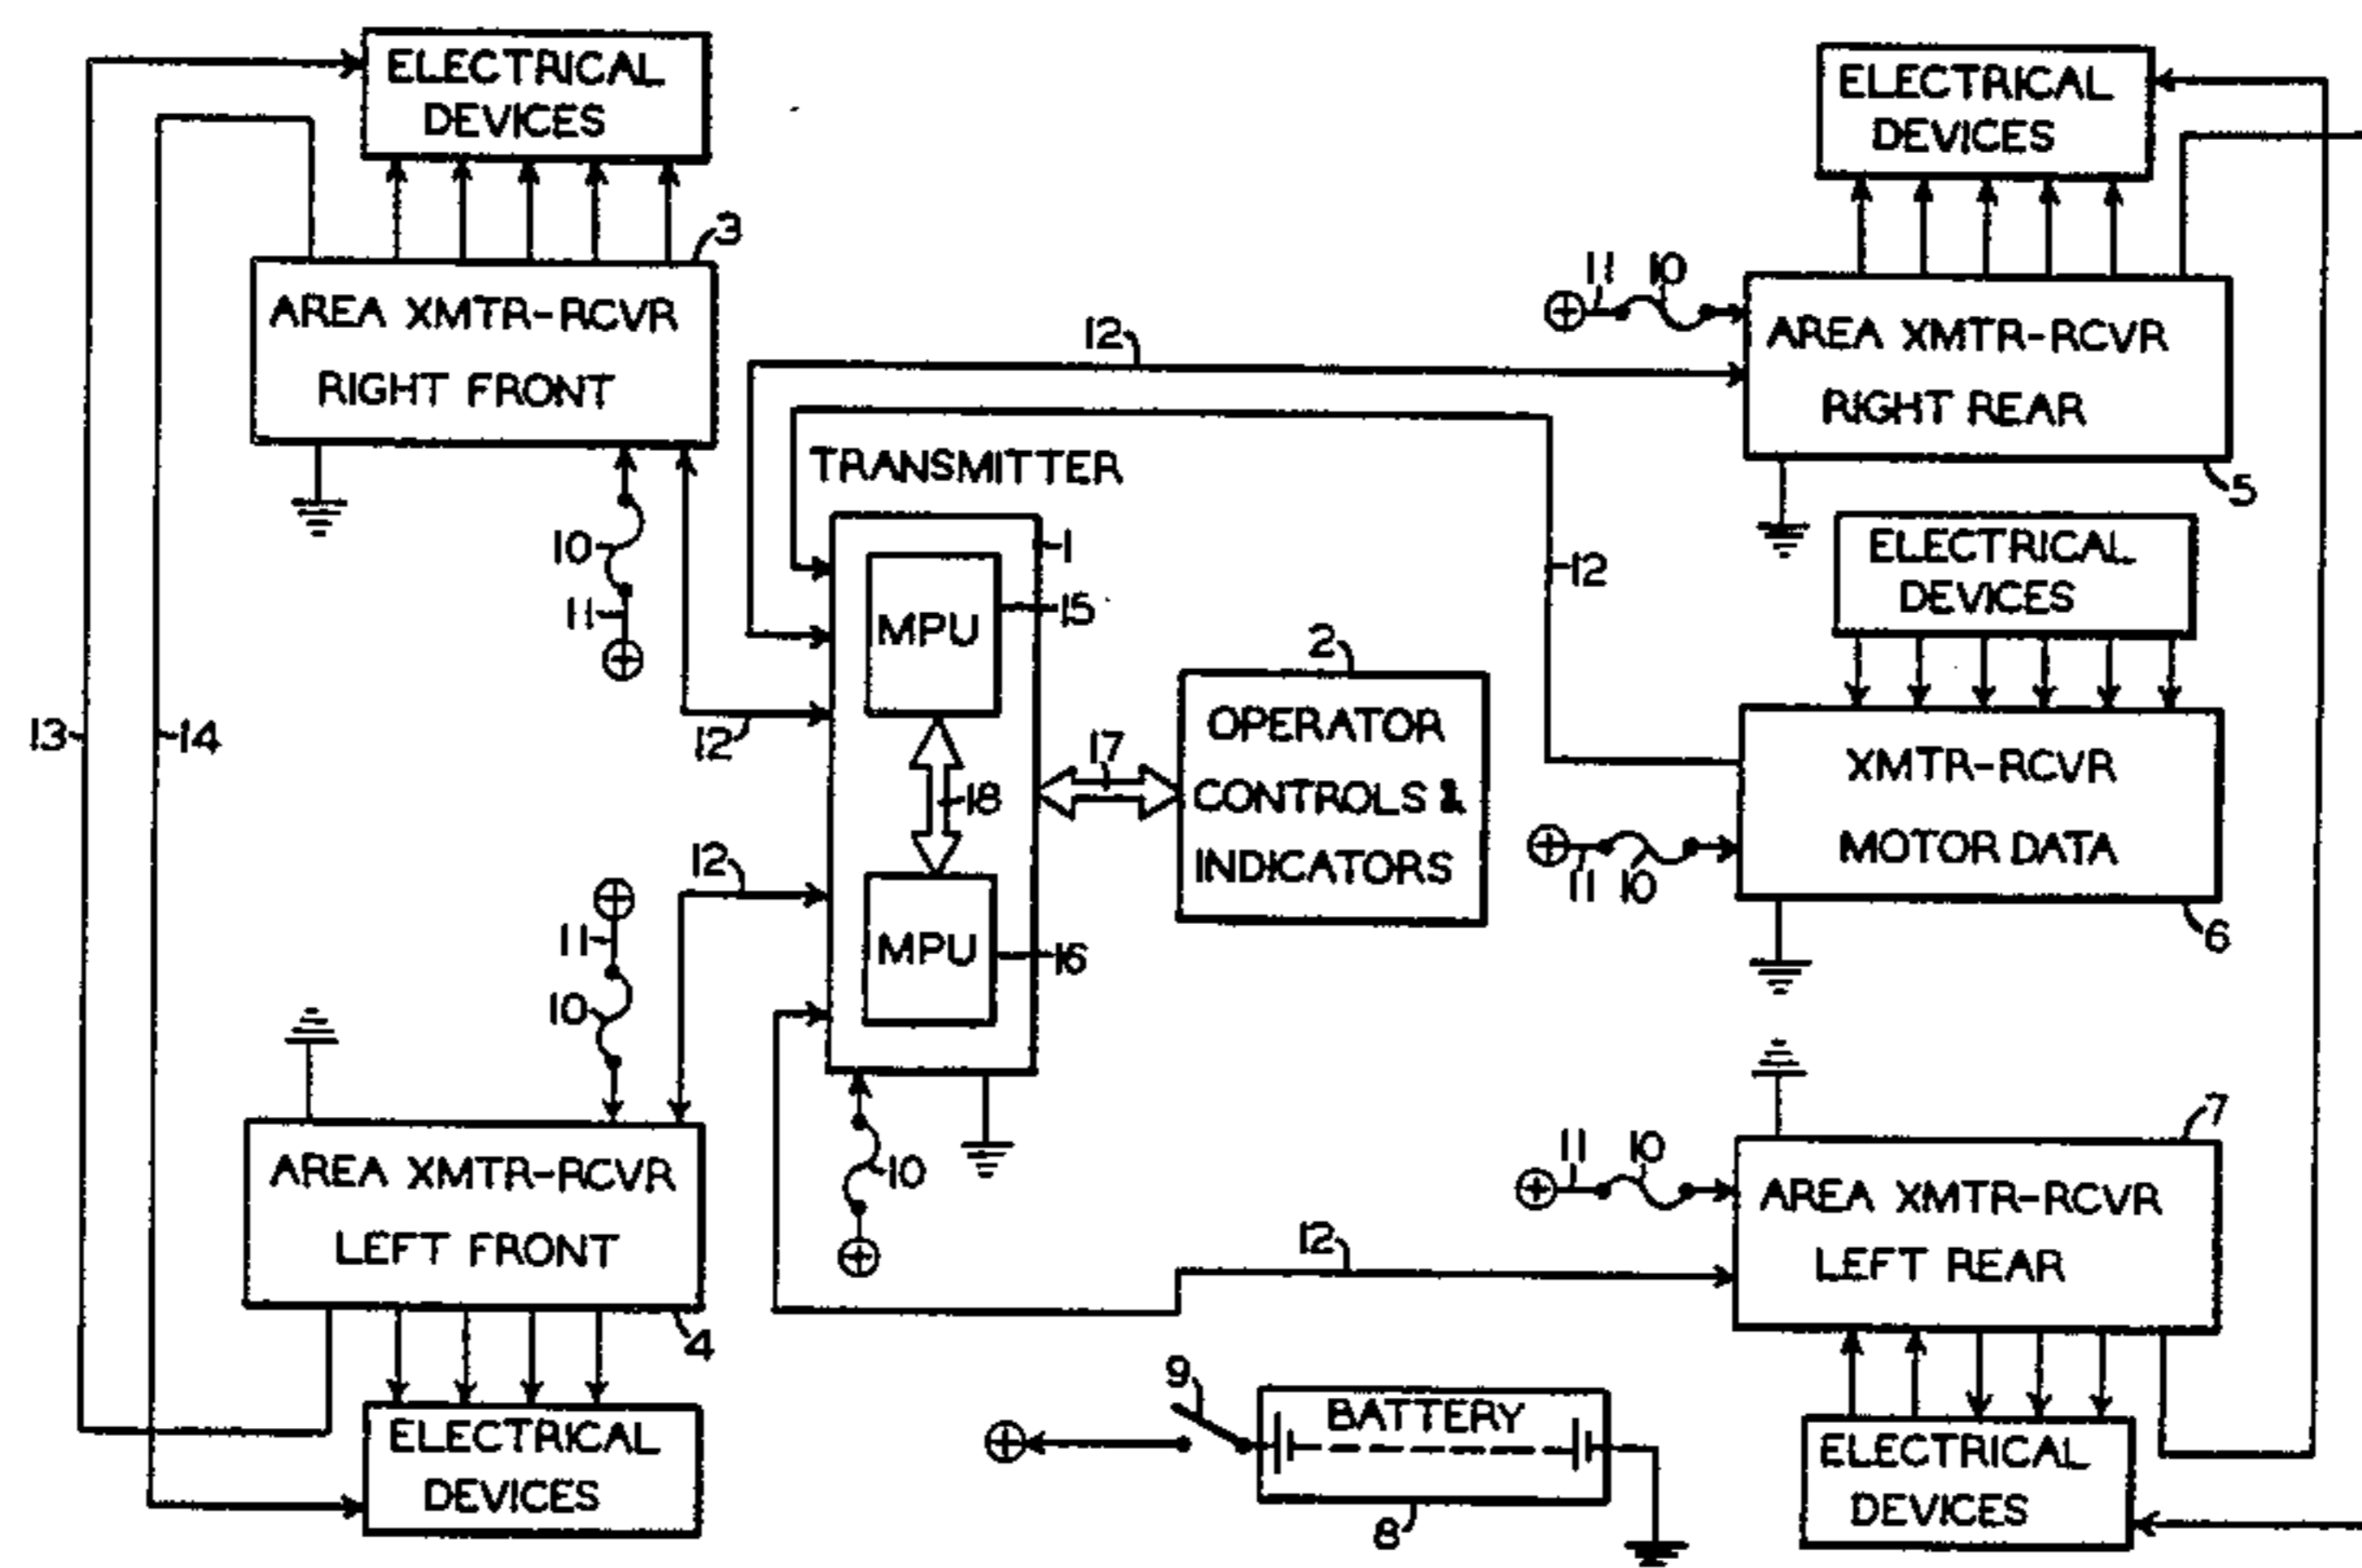 ELECTRICAL
DEVICES
3
AREA XMTR-RCVR
RIGHT FRONT
10
11
13
14
12
12
TRANSMITTER
1
MPU
15
18
MPU
16
17
2
OPERATOR
CONTROLS &
INDICATORS
12
11
10
AREA XMTR-RCVR
LEFT FRONT
4
ELECTRICAL
DEVICES
10
12
9
BATTERY
8
ELECTRICAL
DEVICES
11 10
AREA XMTR-RCVR
RIGHT REAR
5
12
ELECTRICAL
DEVICES
XMTR-RCVR
MOTOR DATA
11 10
6
7
11 10
AREA XMTR-RCVR
LEFT REAR
ELECTRICAL
DEVICES